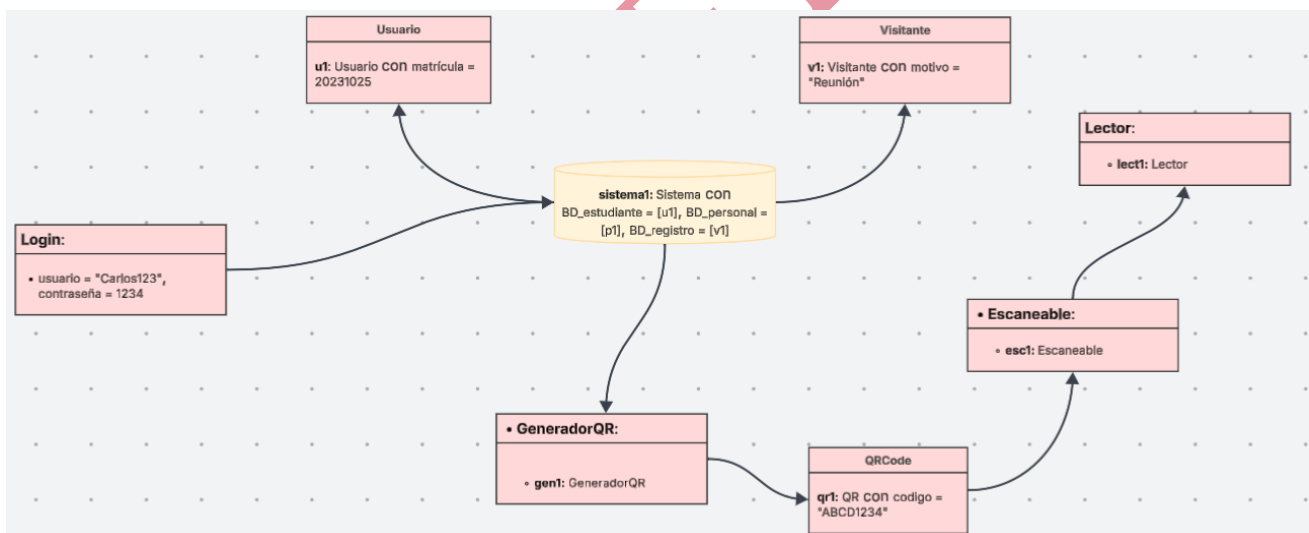 Usuario
u1: Usuario con matrícula =
20231025
Visitante
v1: Visitante con motivo =
"Reunión"
Lector:
◦ lect1: Lector
sistema1: Sistema con
BD_estudiante = [u1], BD_personal =
[p1], BD_registro = [v1]
Login:
▪ usuario = "Carlos123",
contraseña = 1234
▪ Escaneable:
◦ esc1: Escaneable
▪ GeneradorQR:
◦ gen1: GeneradorQR
QRCode
qr1: QR con codigo =
"ABCD1234"